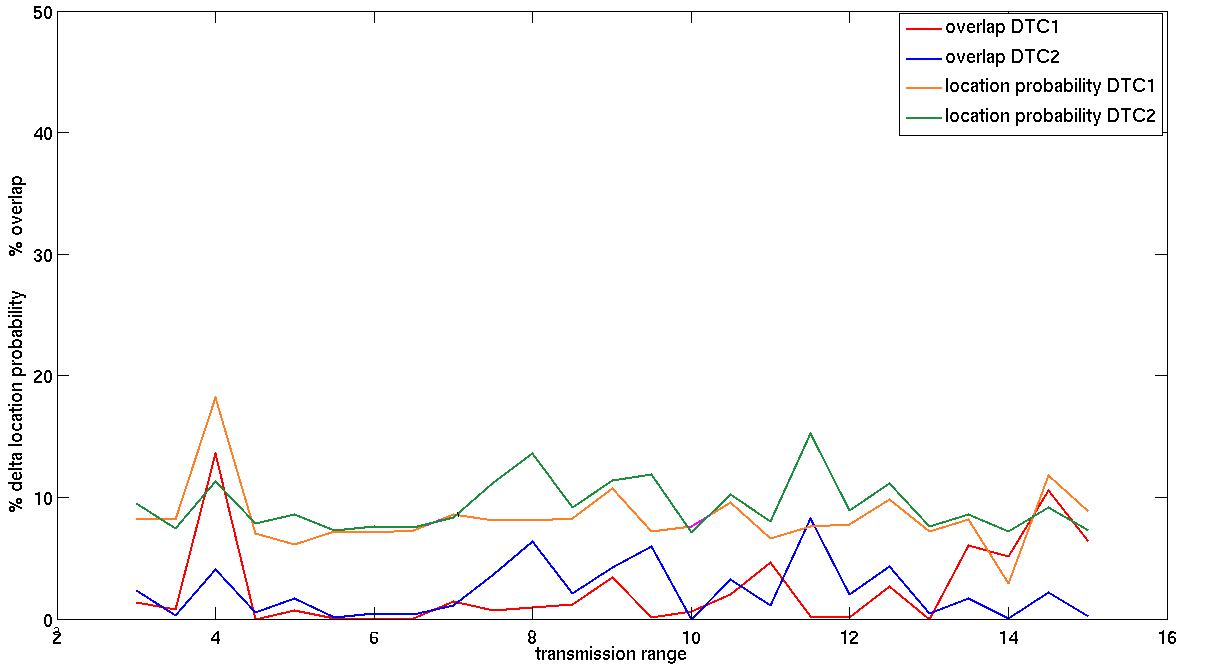 50
40
30
20
10
0
% delta location probability % overlap
overlap DTC1
overlap DTC2
location probability DTC1
location probability DTC2
2 4 6 8 10 12 14 16
transmission range